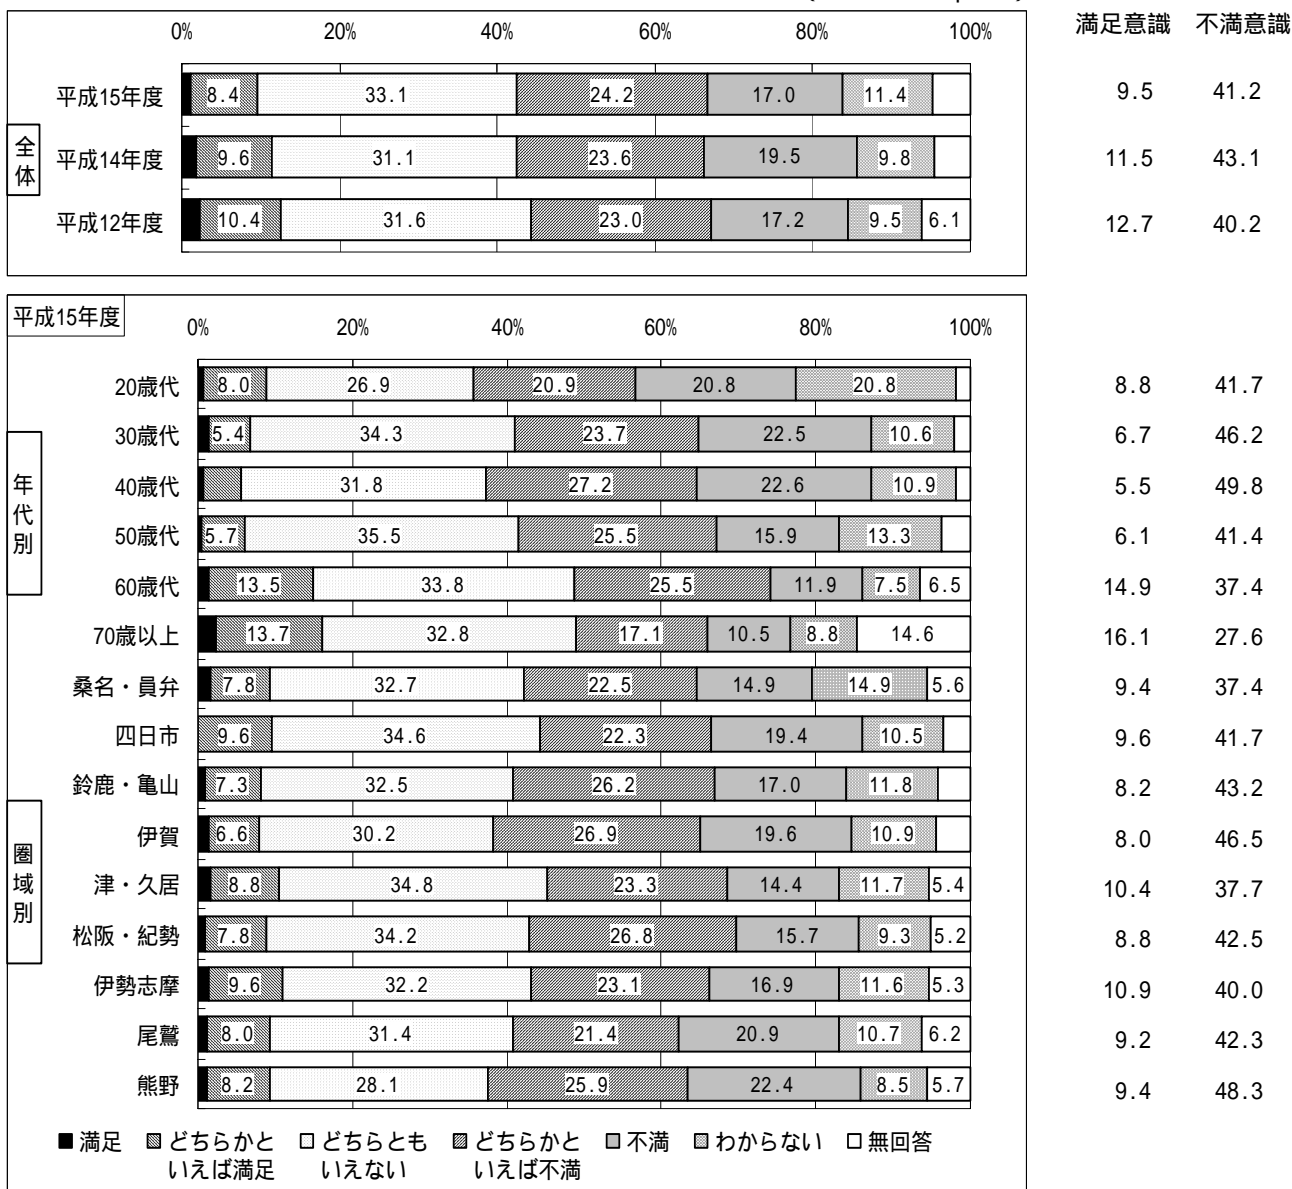 満足意識 不満意識
0% 20% 40% 60% 80% 100%
全体
平成15年度 8.4 33.1 24.2 17.0 11.4 9.5 41.2
平成14年度 9.6 31.1 23.6 19.5 9.8 11.5 43.1
平成12年度 10.4 31.6 23.0 17.2 9.5 6.1 12.7 40.2
平成15年度
0% 20% 40% 60% 80% 100%
年代別
20歳代 8.0 26.9 20.9 20.8 20.8 8.8 41.7
30歳代 5.4 34.3 23.7 22.5 10.6 6.7 46.2
40歳代 31.8 27.2 22.6 10.9 5.5 49.8
50歳代 5.7 35.5 25.5 15.9 13.3 6.1 41.4
60歳代 13.5 33.8 25.5 11.9 7.5 6.5 14.9 37.4
70歳以上 13.7 32.8 17.1 10.5 8.8 14.6 16.1 27.6
圏域別
桑名・員弁 7.8 32.7 22.5 14.9 14.9 5.6 9.4 37.4
四日市 9.6 34.6 22.3 19.4 10.5 9.6 41.7
鈴鹿・亀山 7.3 32.5 26.2 17.0 11.8 8.2 43.2
伊賀 6.6 30.2 26.9 19.6 10.9 8.0 46.5
津・久居 8.8 34.8 23.3 14.4 11.7 5.4 10.4 37.7
松阪・紀勢 7.8 34.2 26.8 15.7 9.3 5.2 8.8 42.5
伊勢志摩 9.6 32.2 23.1 16.9 11.6 5.3 10.9 40.0
尾鷲 8.0 31.4 21.4 20.9 10.7 6.2 9.2 42.3
熊野 8.2 28.1 25.9 22.4 8.5 5.7 9.4 48.3
満足 どちらかと どちらとも どちらかと 不満 わからない 無回答
いえば満足 いえない いえば不満